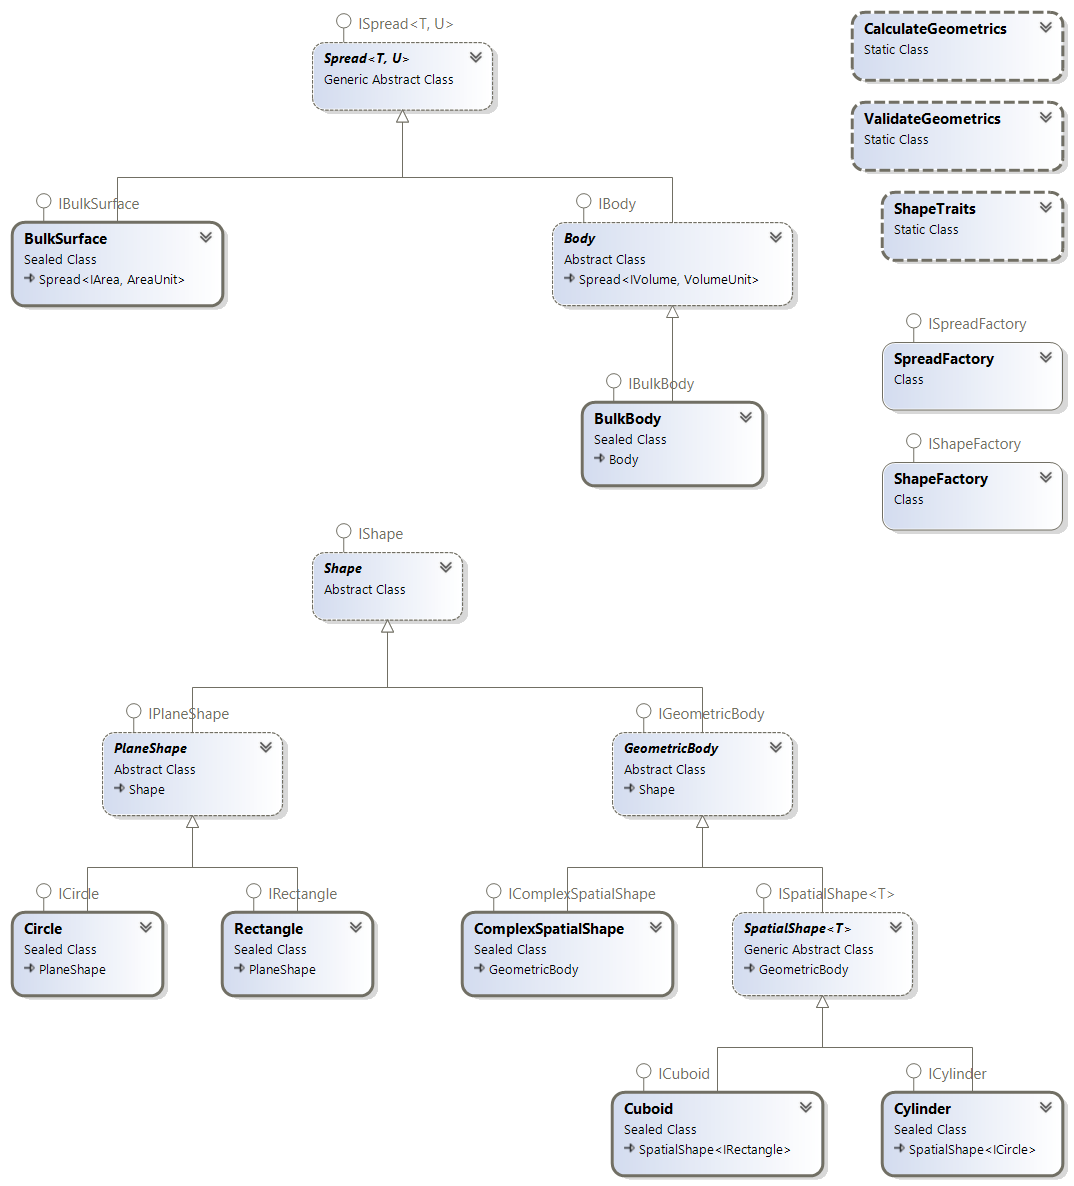 ISpread<T, U>
Spread<T, U>
Generic Abstract Class
CalculateGeometrics
Static Class
ValidateGeometrics
Static Class
ShapeTraits
Static Class
IBulkSurface
BulkSurface
Sealed Class
Spread<IArea, AreaUnit>
IBody
Body
Abstract Class
Spread<IVolume, VolumeUnit>
ISpreadFactory
SpreadFactory
Class
IBulkBody
BulkBody
Sealed Class
Body
IShapeFactory
ShapeFactory
Class
IShape
Shape
Abstract Class
IPlaneShape
PlaneShape
Abstract Class
Shape
IGeometricBody
GeometricBody
Abstract Class
Shape
ICircle
Circle
Sealed Class
PlaneShape
IRectangle
Rectangle
Sealed Class
PlaneShape
IComplexSpatialShape
ComplexSpatialShape
Sealed Class
GeometricBody
ISpatialShape<T>
SpatialShape<T>
Generic Abstract Class
GeometricBody
ICuboid
Cuboid
Sealed Class
SpatialShape<IRectangle>
ICylinder
Cylinder
Sealed Class
SpatialShape<ICircle>